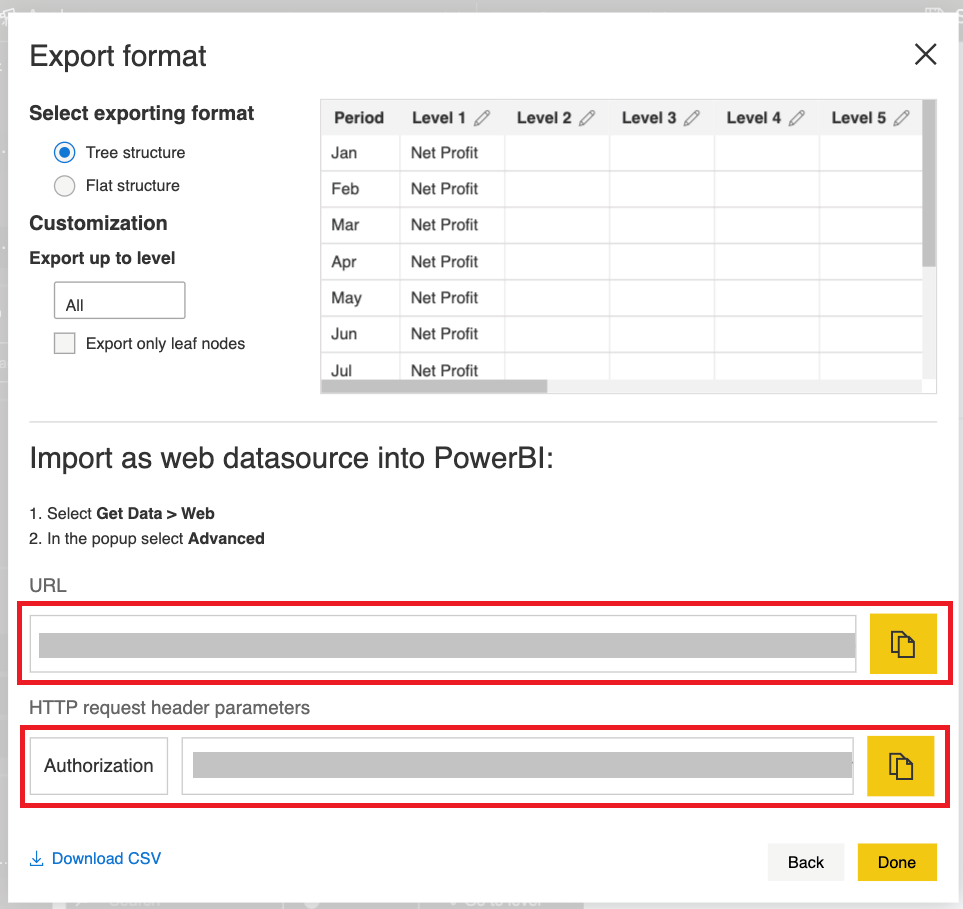 Export format
Select exporting format
Tree structure
Flat structure
Customization
Export up to level
All
Export only leaf nodes
Period Level 1 Level 2 Level 3 Level 4 Level 5
Jan Net Profit
Feb Net Profit
Mar Net Profit
Apr Net Profit
May Net Profit
Jun Net Profit
Jul Net Profit
Import as web datasource into PowerBI:
1. Select Get Data > Web
2. In the popup select Advanced
URL
HTTP request header parameters
Authorization
Download CSV
Back
Done